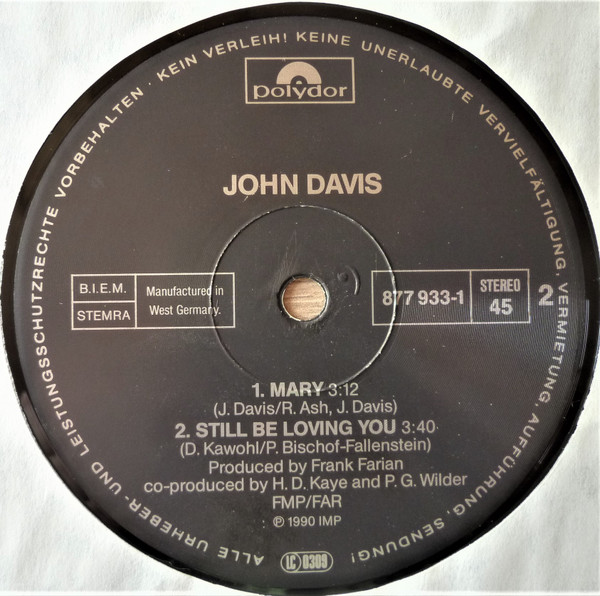 ALLE URHEBER- UND LEISTUNGSSCHUTZRECHTE VORBEHALTEN · KEIN VERLEIH! KEINE UNERLAUBTE VERVIELFÄLTIGUNG, VERMIETUNG, AUFFÜHRUNG, SENDUNG!
polydor
JOHN DAVIS
B.I.E.M.
STEMRA
Manufactured in
West Germany.
877 933-1
STEREO
45
2
1. MARY 3:12
(J. Davis/R. Ash, J. Davis)
2. STILL BE LOVING YOU 3:40
(D. Kawohl/P. Bischof-Fallenstein)
Produced by Frank Farian
co-produced by H. D. Kaye and P. G. Wilder
FMP/FAR
℗ 1990 IMP
LC 0309